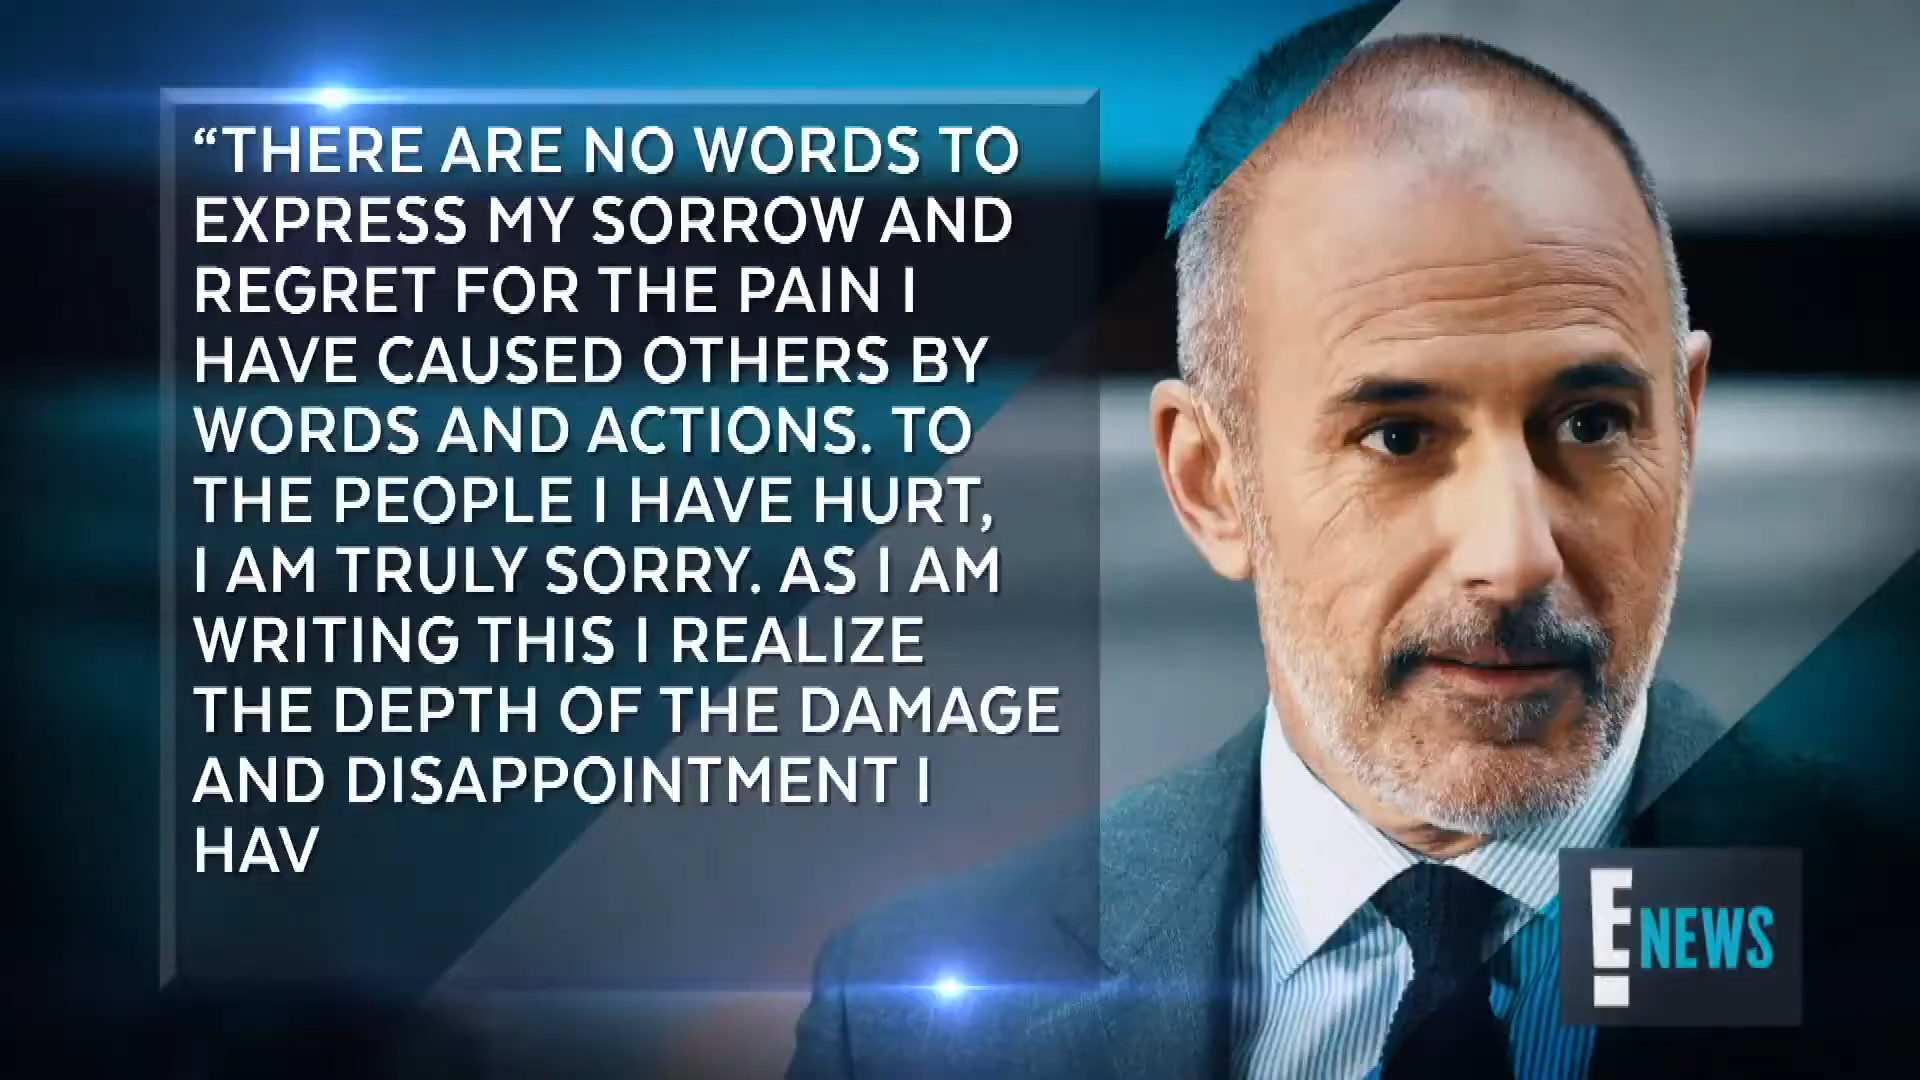 “THERE ARE NO WORDS TO
EXPRESS MY SORROW AND
REGRET FOR THE PAIN I
HAVE CAUSED OTHERS BY
WORDS AND ACTIONS. TO
THE PEOPLE I HAVE HURT,
I AM TRULY SORRY. AS I AM
WRITING THIS I REALIZE
THE DEPTH OF THE DAMAGE
AND DISAPPOINTMENT I
HAV
E! NEWS